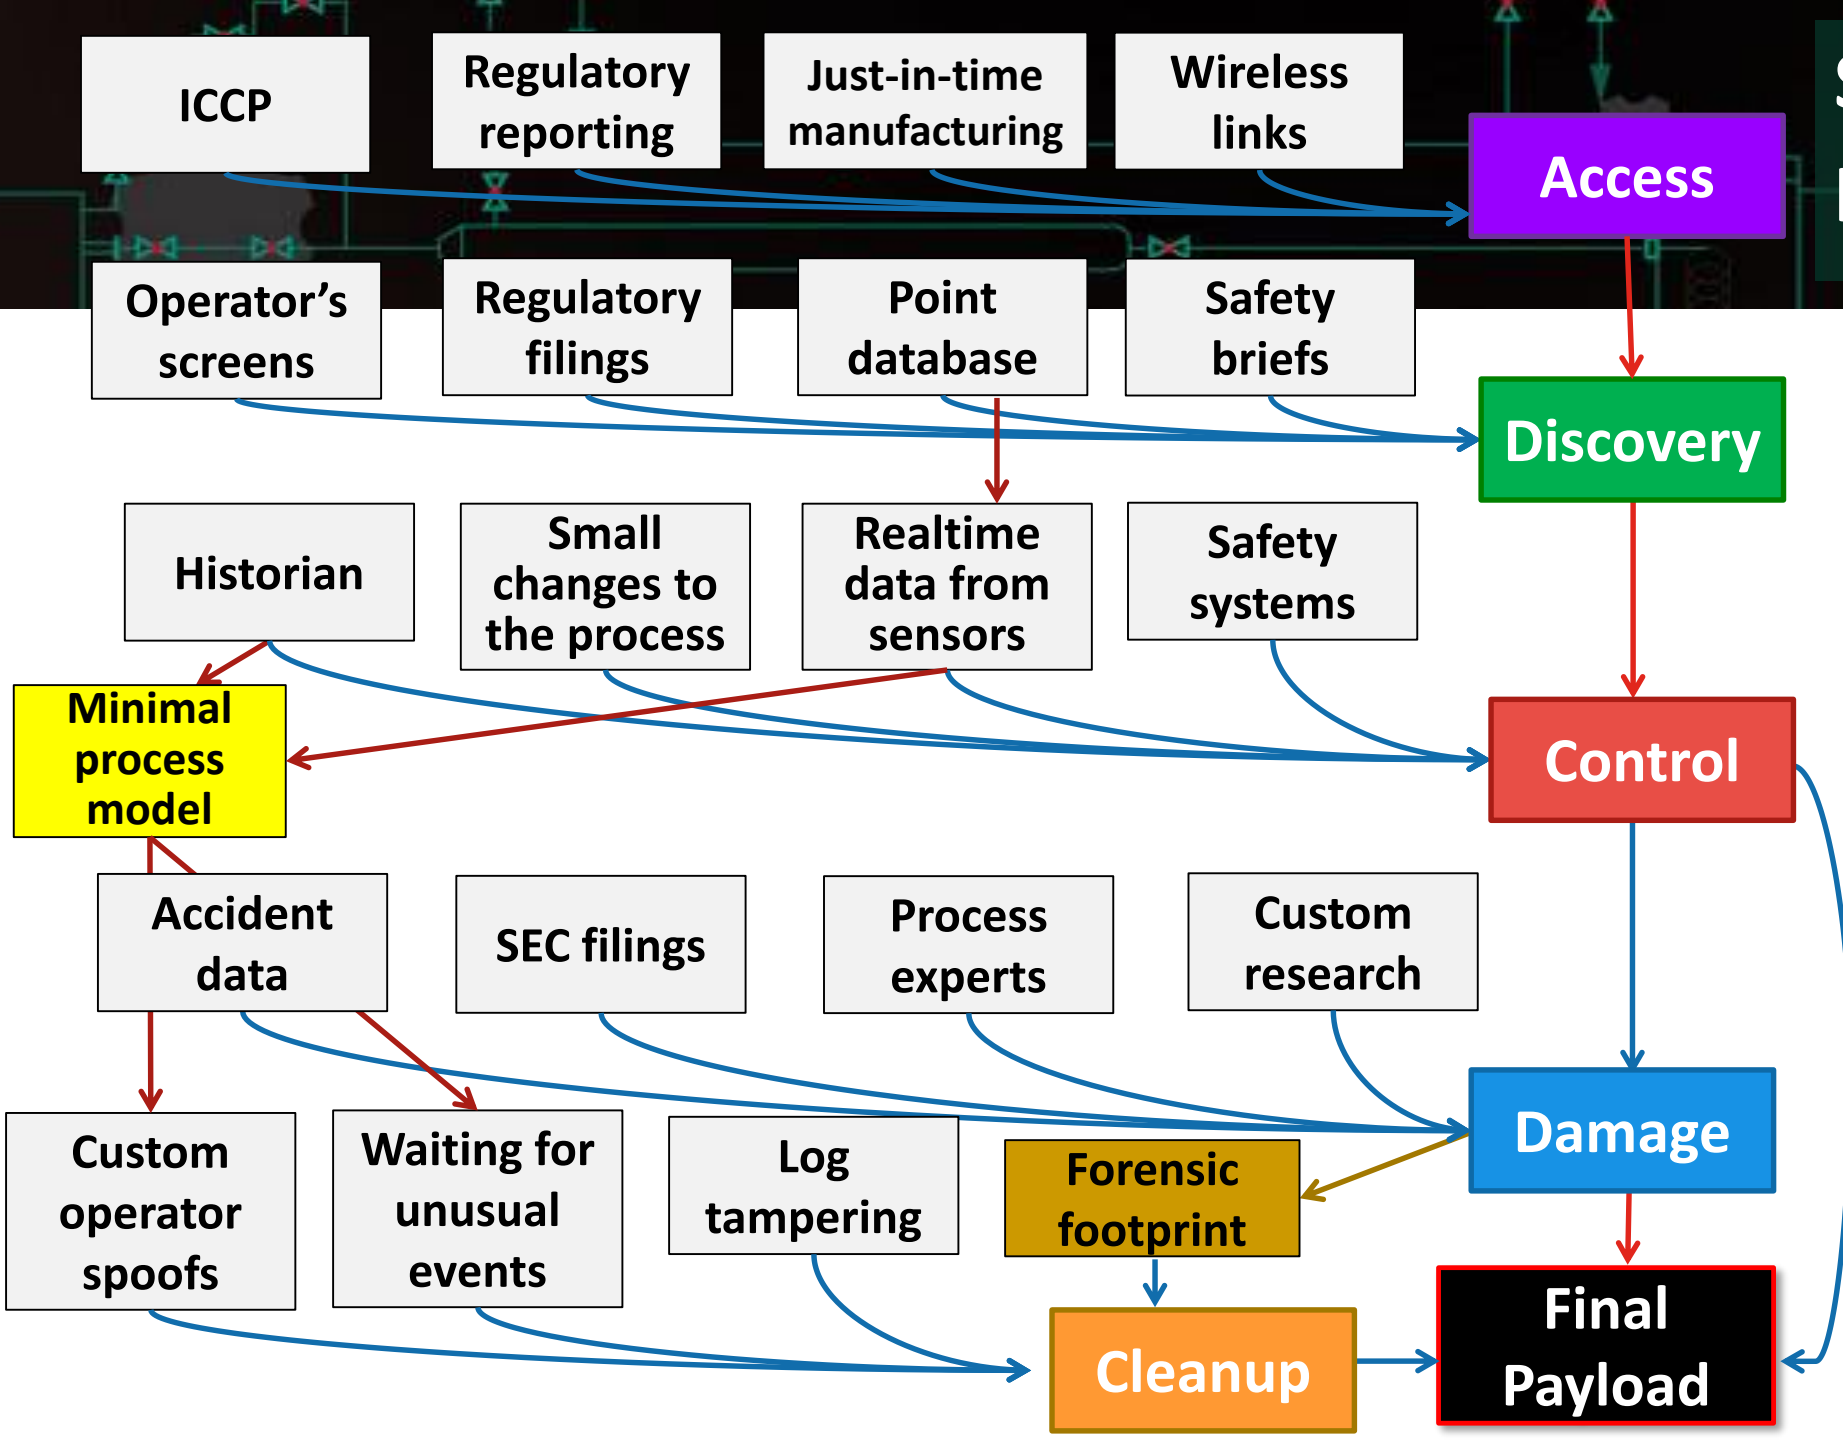 ICCP
Regulatory
reporting
Just-in-time
manufacturing
Wireless
links
Access
Operator’s
screens
Regulatory
filings
Point
database
Safety
briefs
Discovery
Historian
Small
changes to
the process
Realtime
data from
sensors
Safety
systems
Minimal
process
model
Control
Accident
data
SEC filings
Process
experts
Custom
research
Damage
Custom
operator
spoofs
Waiting for
unusual
events
Log
tampering
Forensic
footprint
Cleanup
Final
Payload